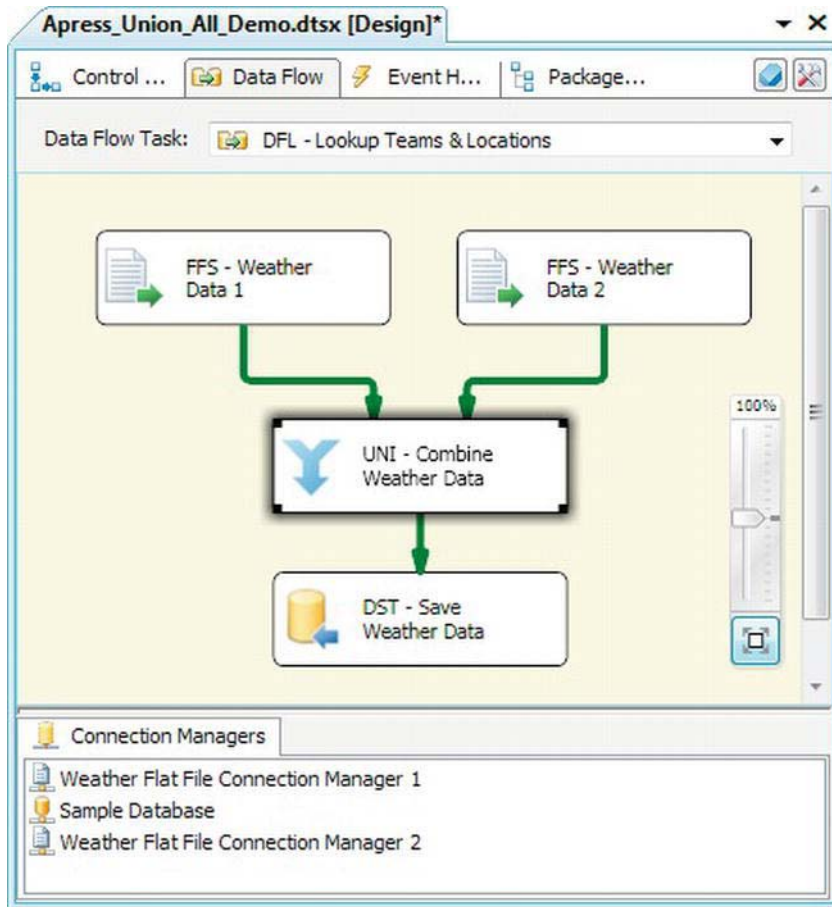 Apress_Union_All_Demo.dtsx [Design]*
Control ... Data Flow Event H... Package...
Data Flow Task: DFL - Lookup Teams & Locations
FFS - Weather
Data 1
FFS - Weather
Data 2
100%
UNI - Combine
Weather Data
DST - Save
Weather Data
Connection Managers
Weather Flat File Connection Manager 1
Sample Database
Weather Flat File Connection Manager 2